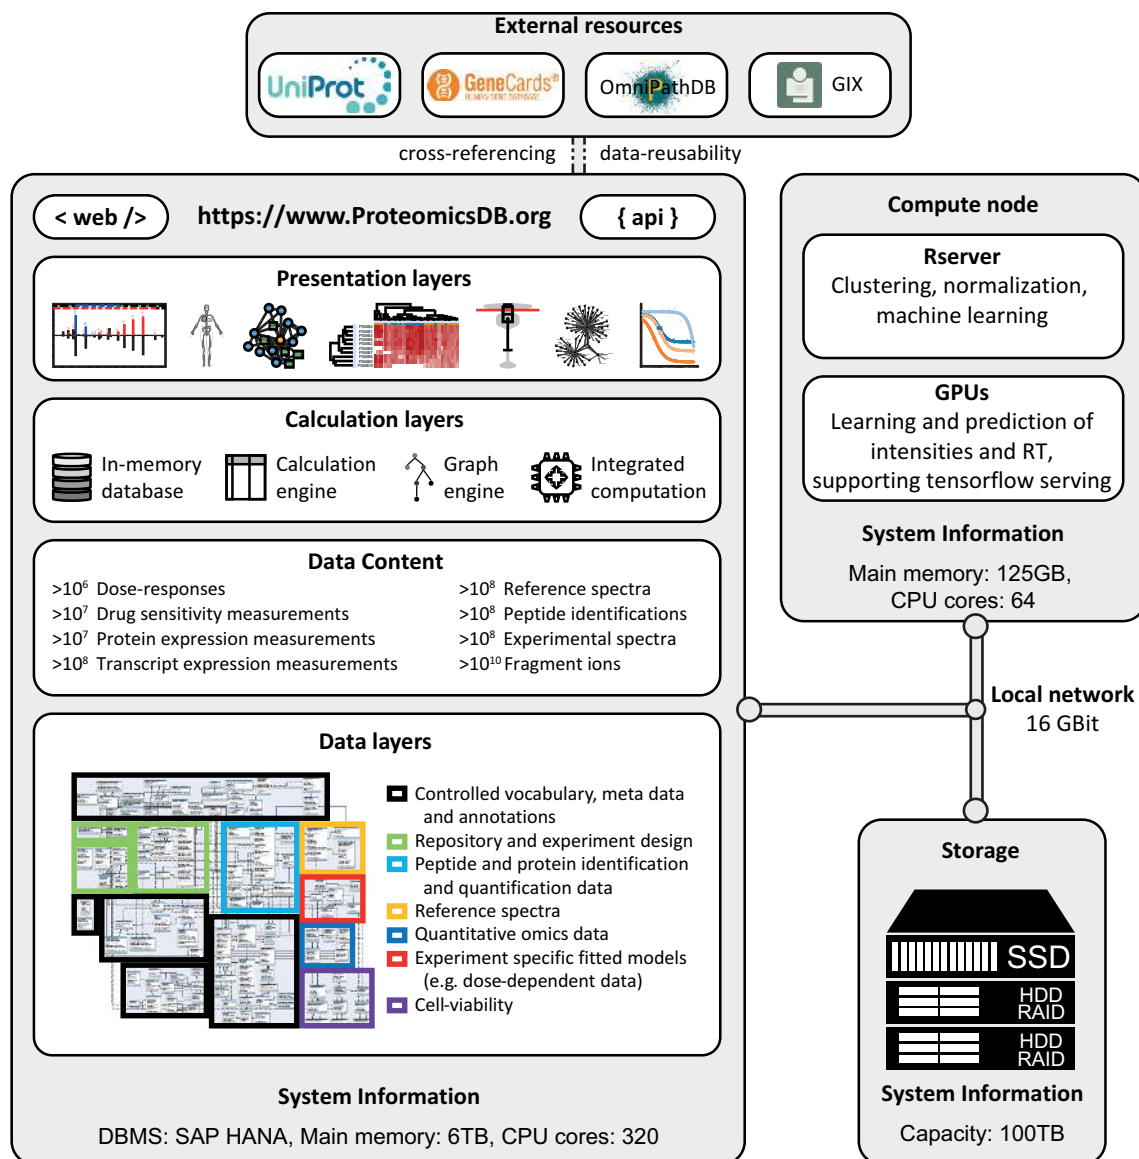 External resources
UniProt
GeneCards®
HUMAN GENE DATABASE
OmniPathDB
GIX
cross-referencing
data-reusability
< web />
https://www.ProteomicsDB.org
{ api }
Presentation layers
Calculation layers
In-memory
database
Calculation
engine
Graph
engine
Integrated
computation
Data Content
>10⁶ Dose-responses
>10⁷ Drug sensitivity measurements
>10⁷ Protein expression measurements
>10⁸ Transcript expression measurements
>10⁸ Reference spectra
>10⁸ Peptide identifications
>10⁸ Experimental spectra
>10¹⁰ Fragment ions
Data layers
Controlled vocabulary, meta data
and annotations
Repository and experiment design
Peptide and protein identification
and quantification data
Reference spectra
Quantitative omics data
Experiment specific fitted models
(e.g. dose-dependent data)
Cell-viability
System Information
DBMS: SAP HANA, Main memory: 6TB, CPU cores: 320
Compute node
Rserver
Clustering, normalization,
machine learning
GPUs
Learning and prediction of
intensities and RT,
supporting tensorflow serving
System Information
Main memory: 125GB,
CPU cores: 64
Local network
16 GBit
Storage
SSD
HDD
RAID
HDD
RAID
System Information
Capacity: 100TB